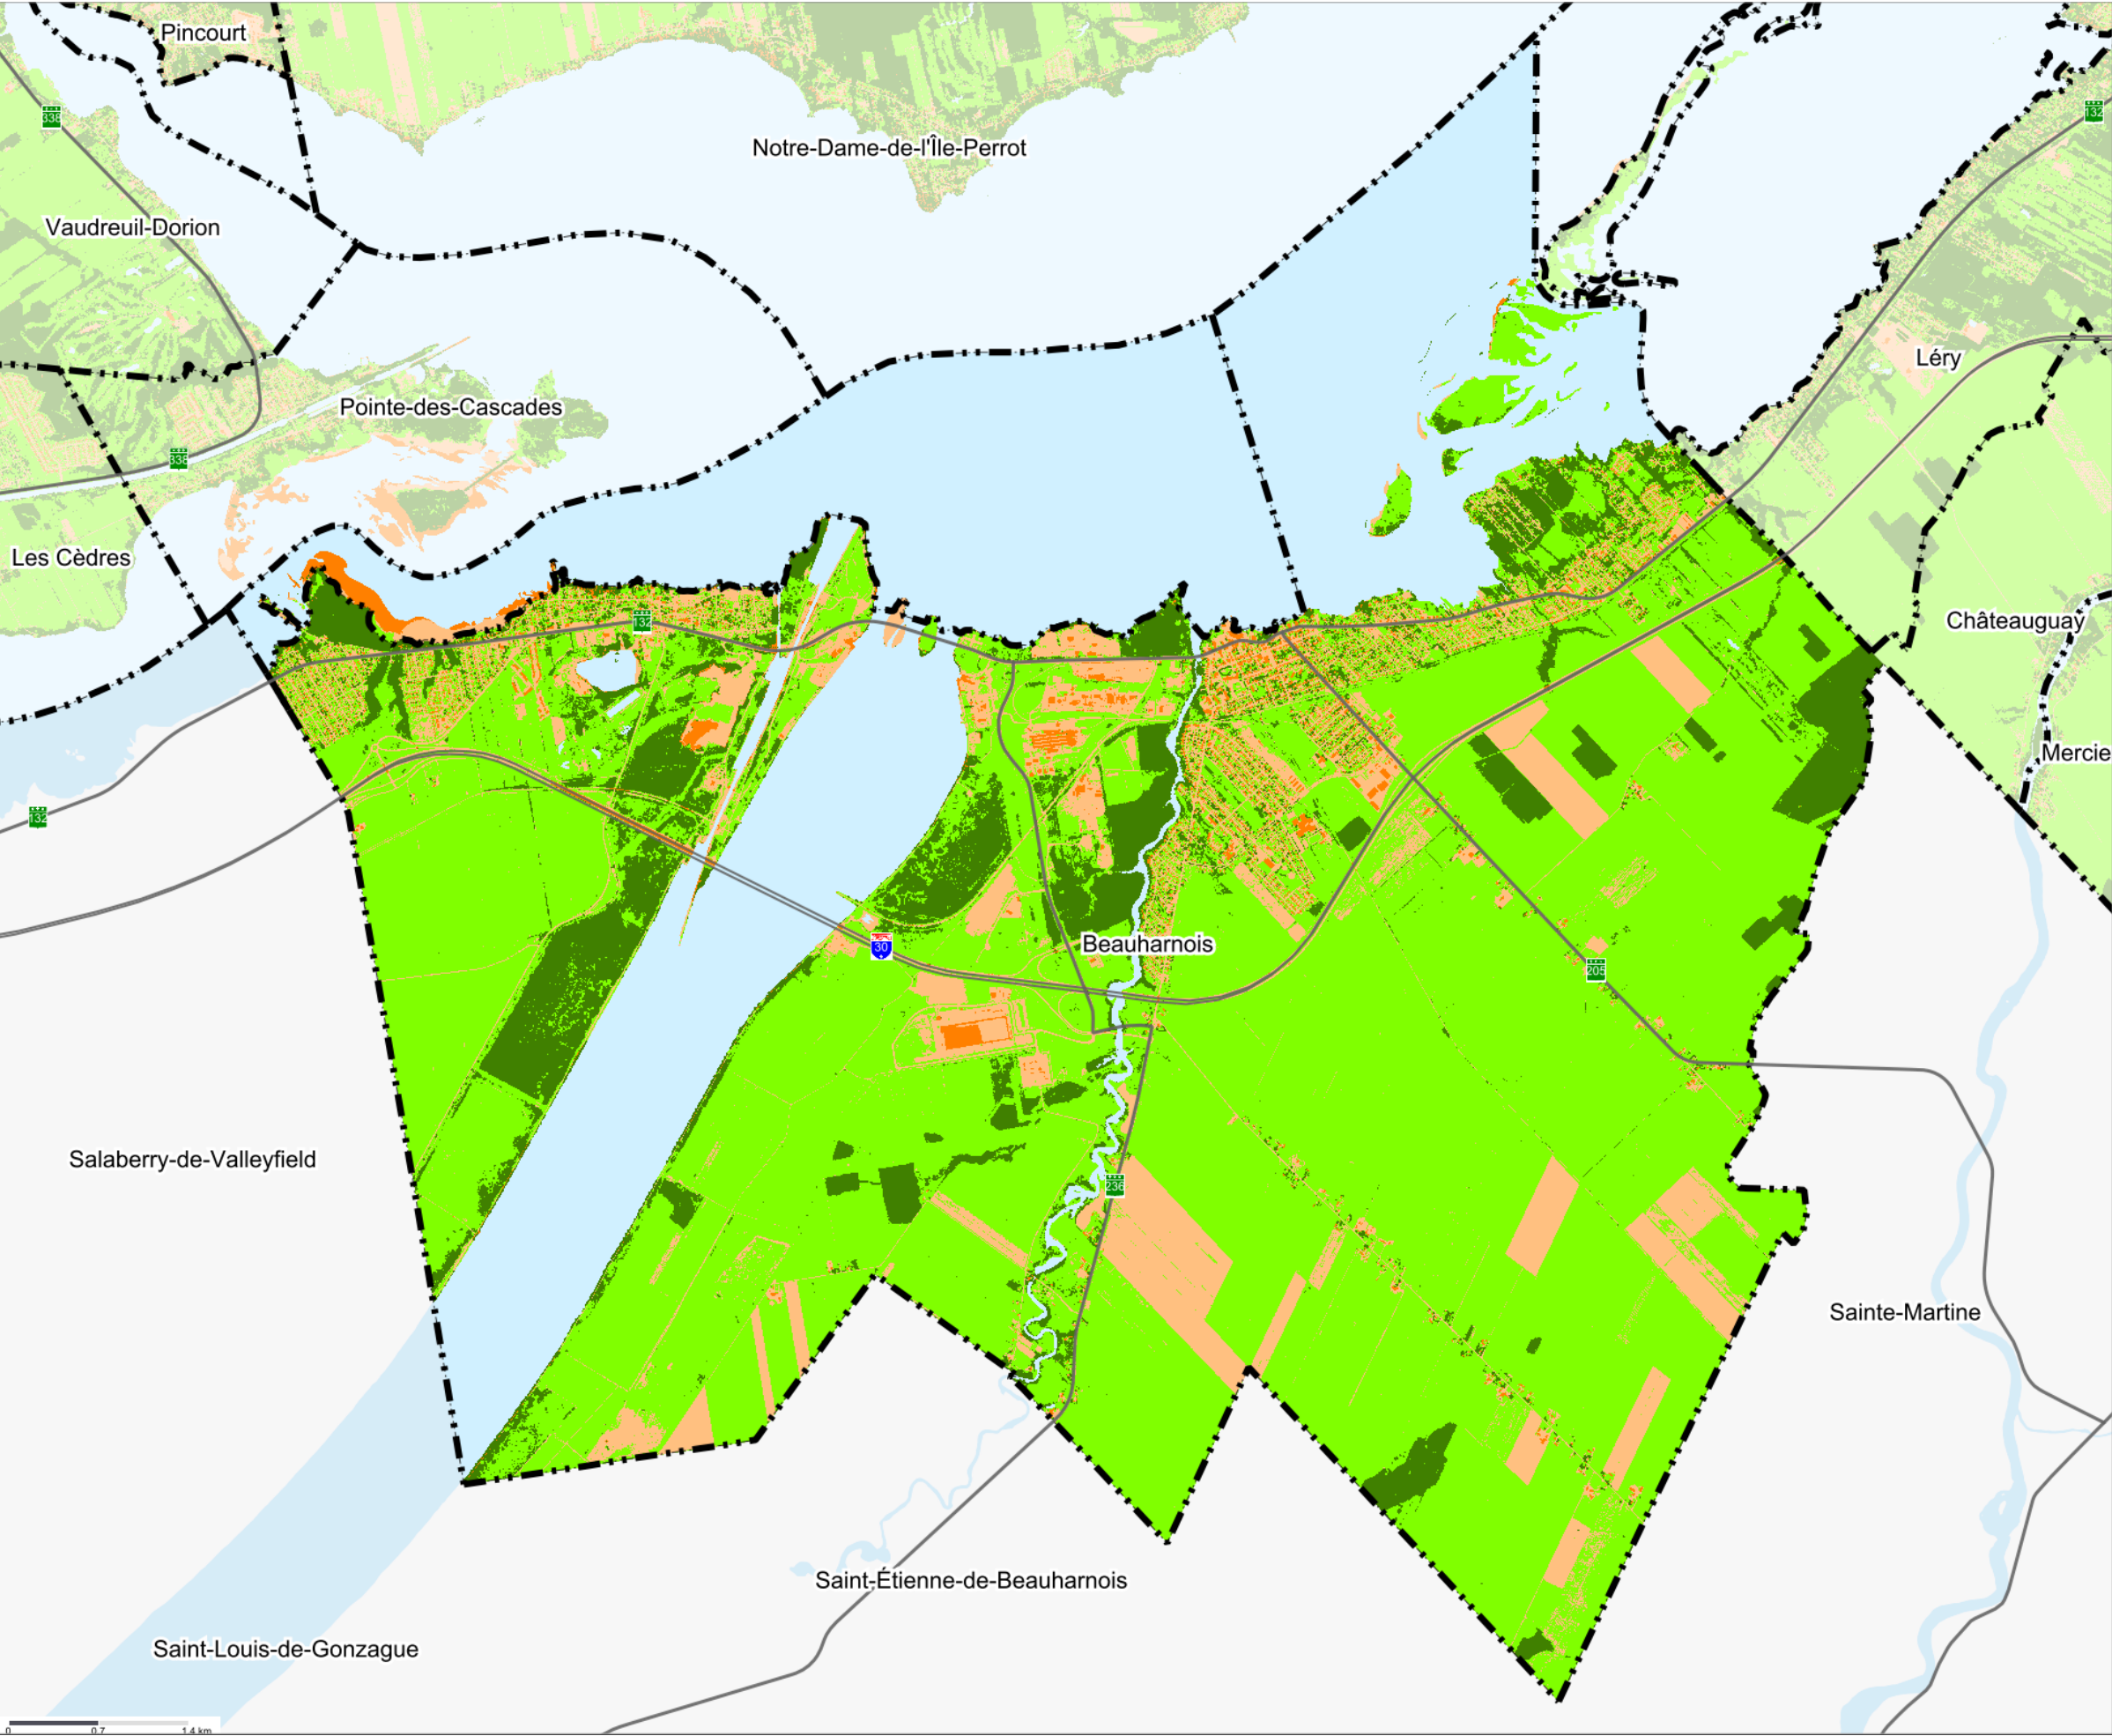 Pincourt
338
132
Notre-Dame-de-l'Île-Perrot
Vaudreuil-Dorion
Léry
Pointe-des-Cascades
338
Les Cèdres
132
Châteauguay
Mercie
132
30
Beauharnois
205
Salaberry-de-Valleyfield
236
Sainte-Martine
Saint-Étienne-de-Beauharnois
Saint-Louis-de-Gonzague
0 0.7 1.4 km